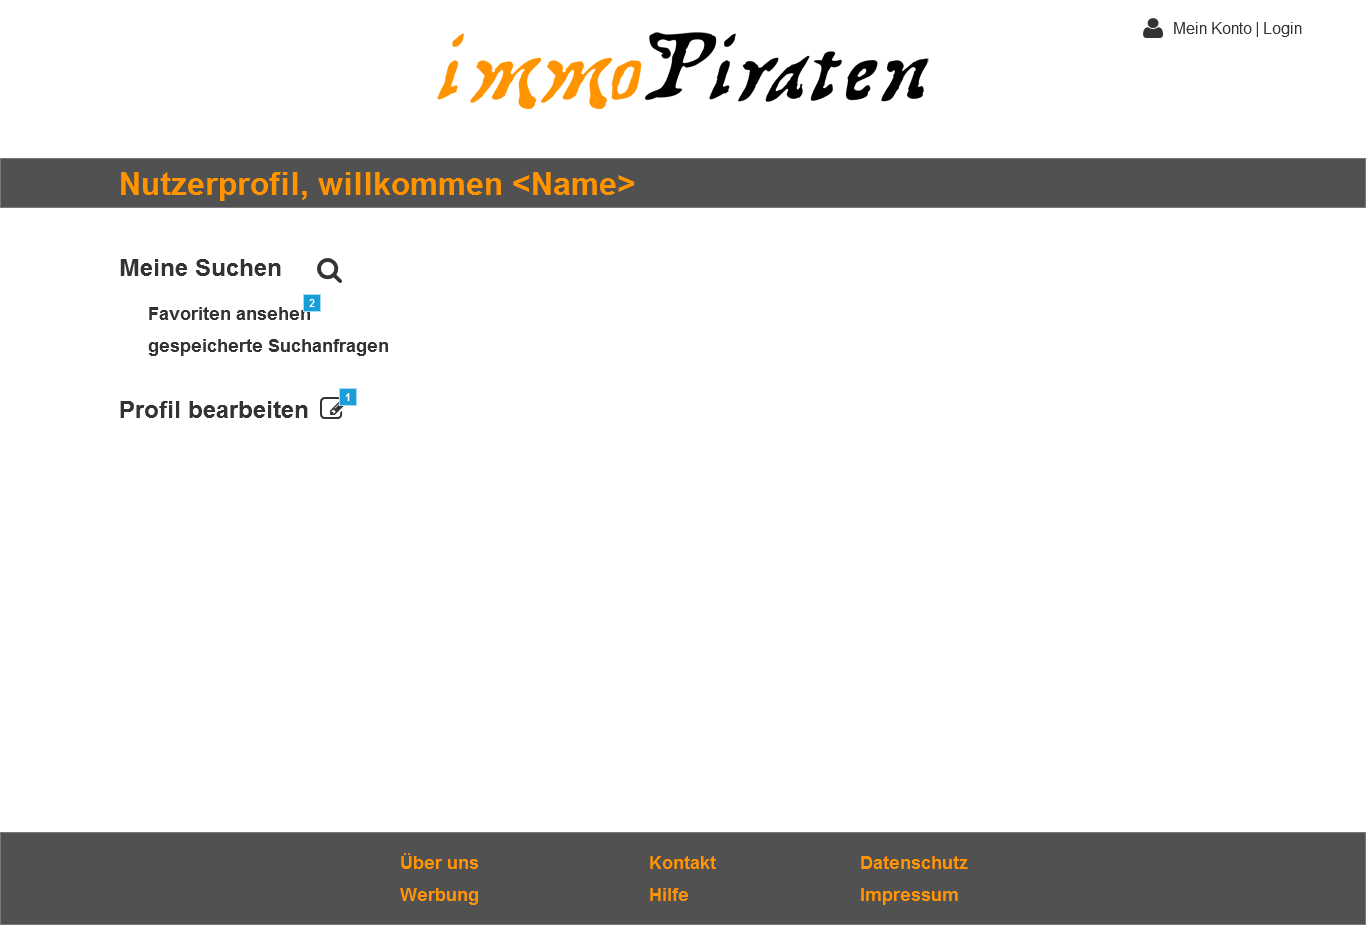 Mein Konto | Login
immoPiraten
Nutzerprofil, willkommen <Name>
Meine Suchen
2
Favoriten ansehen
gespeicherte Suchanfragen
1
Profil bearbeiten
Über uns
Kontakt
Datenschutz
Werbung
Hilfe
Impressum